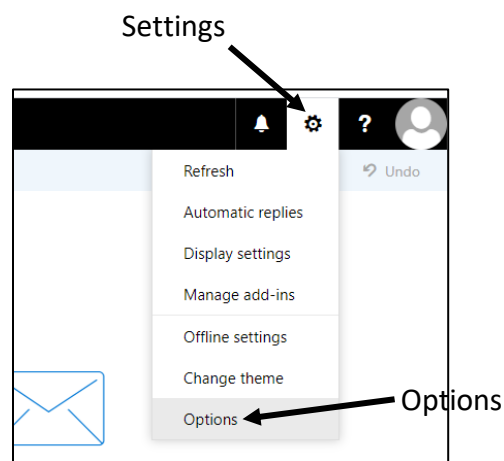 Settings
?
Refresh
Undo
Automatic replies
Display settings
Manage add-ins
Offline settings
Change theme
Options
Options